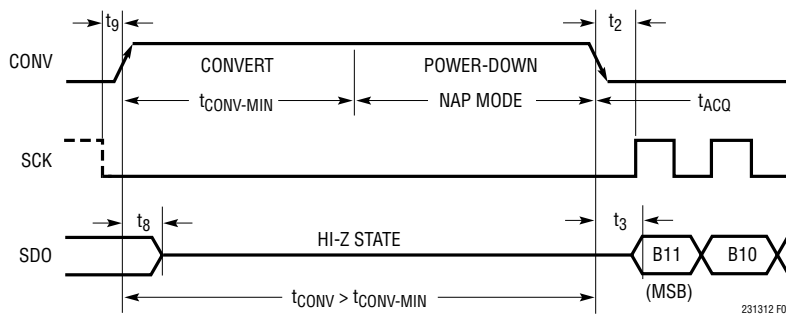 t9 t2
CONV CONVERT POWER-DOWN
tCONV-MIN NAP MODE tACQ
SCK
t8 t3
SDO HI-Z STATE B11 B10
(MSB)
tCONV > tCONV-MIN
231312 F0